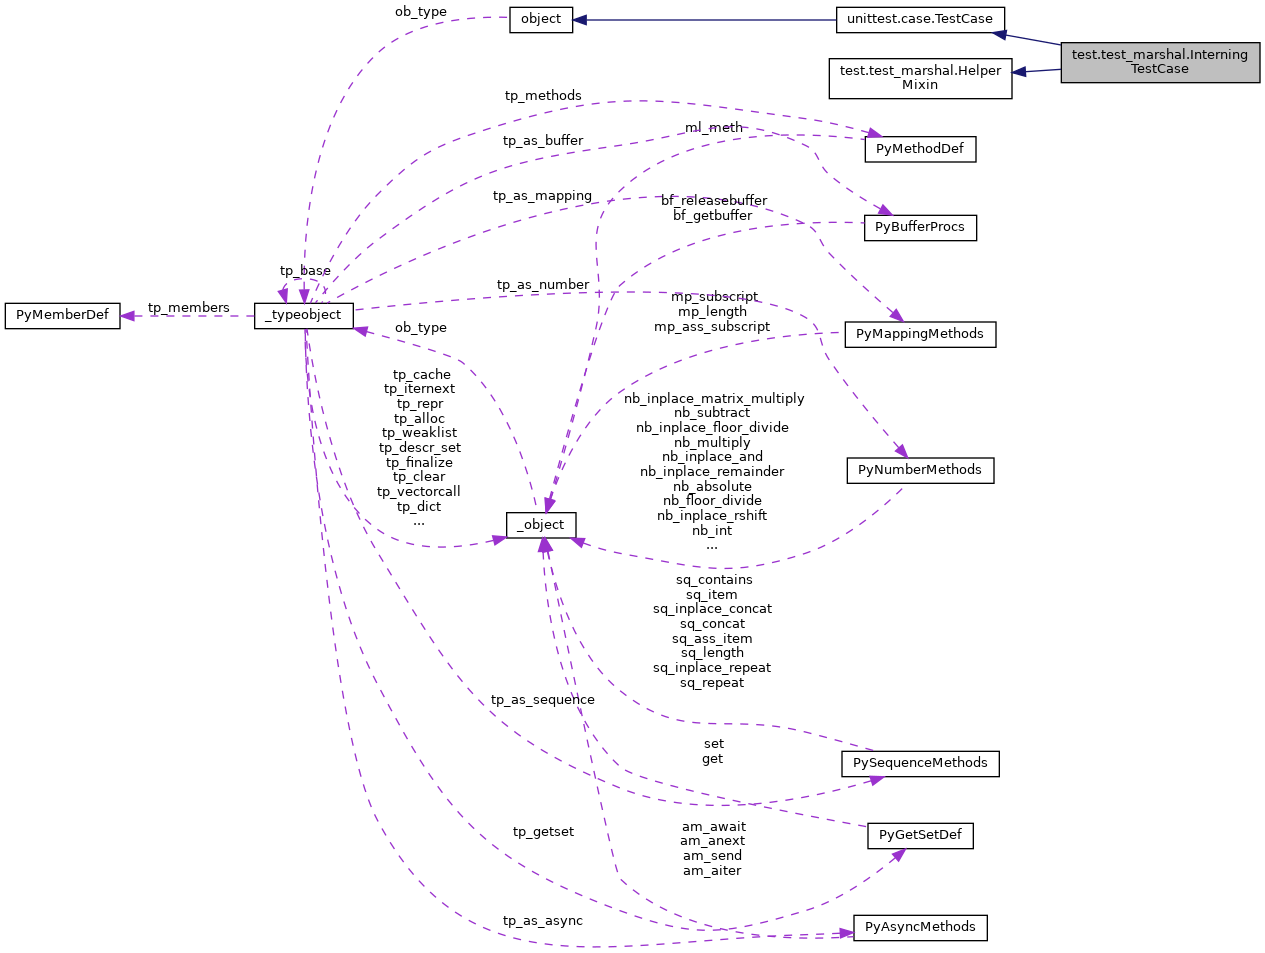 ob_type
object
unittest.case.TestCase
test.test_marshal.Interning
TestCase
test.test_marshal.Helper
Mixin
tp_methods
ml_meth
tp_as_buffer
PyMethodDef
tp_as_mapping
bf_releasebuffer
bf_getbuffer
PyBufferProcs
tp_base
tp_as_number
mp_subscript
mp_length
mp_ass_subscript
PyMemberDef
tp_members
_typeobject
ob_type
PyMappingMethods
tp_cache
tp_iternext
tp_repr
tp_alloc
tp_weaklist
tp_descr_set
tp_finalize
tp_clear
tp_vectorcall
tp_dict
...
nb_inplace_matrix_multiply
nb_subtract
nb_inplace_floor_divide
nb_multiply
nb_inplace_and
nb_inplace_remainder
nb_absolute
nb_floor_divide
nb_inplace_rshift
nb_int
...
PyNumberMethods
_object
sq_contains
sq_item
sq_inplace_concat
sq_concat
sq_ass_item
sq_length
sq_inplace_repeat
sq_repeat
tp_as_sequence
set
get
PySequenceMethods
tp_getset
am_await
am_anext
am_send
am_aiter
PyGetSetDef
tp_as_async
PyAsyncMethods